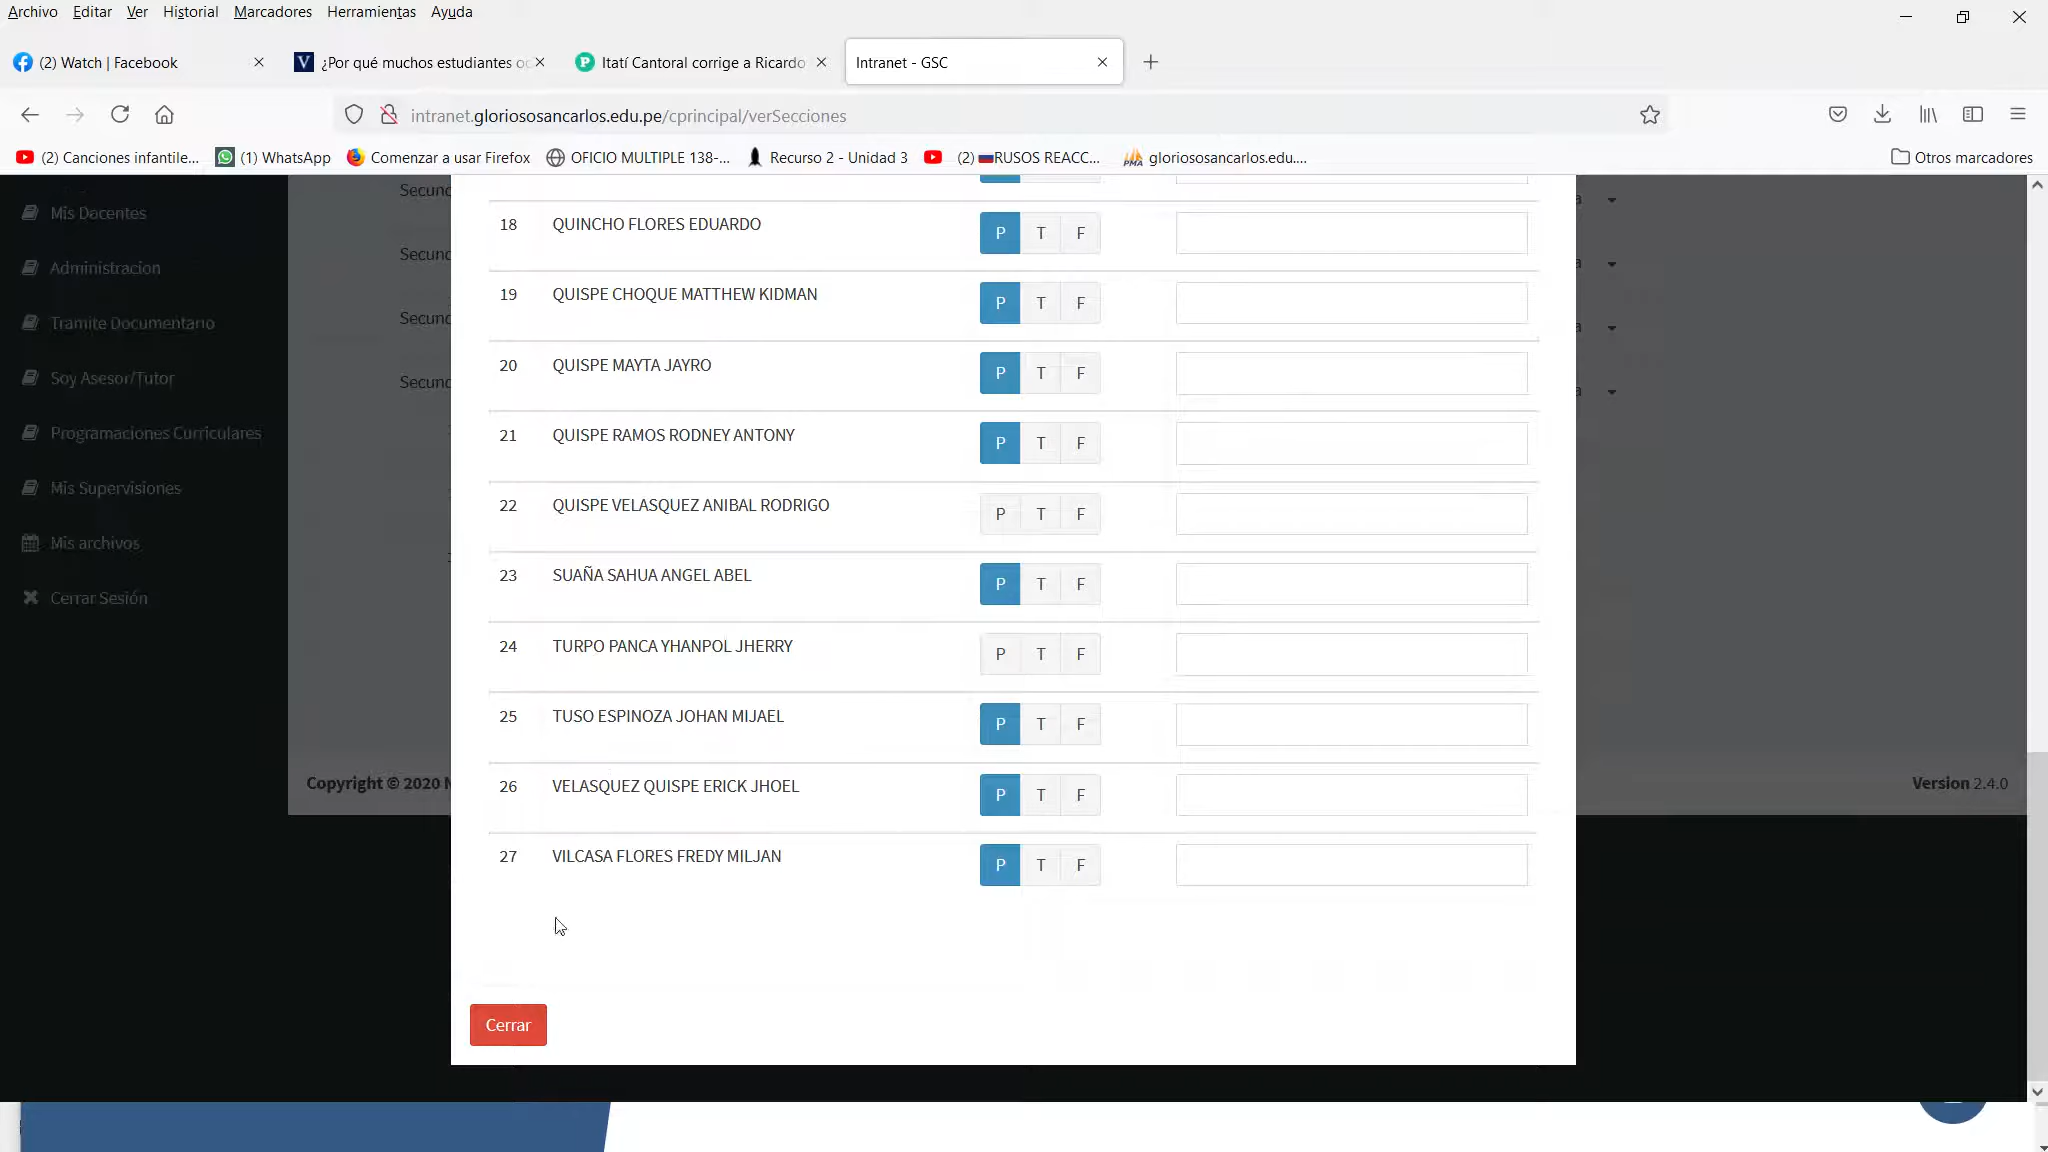 Archivo Editar Ver Historial Marcadores Herramientas Ayuda
(2) Watch | Facebook
¿Por qué muchos estudiantes oc
Itatí Cantoral corrige a Ricardo
Intranet - GSC
intranet.gloriososancarlos.edu.pe/cprincipal/verSecciones
(2) Canciones infantile...
(1) WhatsApp
Comenzar a usar Firefox
OFICIO MULTIPLE 138-...
Recurso 2 - Unidad 3
(2) RUSOS REACC...
gloriososancarlos.edu....
Otros marcadores
Mis Docentes
Administracion
Tramite Documentario
Soy Asesor/Tutor
Programaciones Curriculares
Mis Supervisiones
Mis archivos
Cerrar Sesión
Secund
Secund
Secund
Secund
18 QUINCHO FLORES EDUARDO P T F
19 QUISPE CHOQUE MATTHEW KIDMAN P T F
20 QUISPE MAYTA JAYRO P T F
21 QUISPE RAMOS RODNEY ANTONY P T F
22 QUISPE VELASQUEZ ANIBAL RODRIGO P T F
23 SUAÑA SAHUA ANGEL ABEL P T F
24 TURPO PANCA YHANPOL JHERRY P T F
25 TUSO ESPINOZA JOHAN MIJAEL P T F
26 VELASQUEZ QUISPE ERICK JHOEL P T F
27 VILCASA FLORES FREDY MILJAN P T F
Cerrar
Copyright © 2020
Version 2.4.0